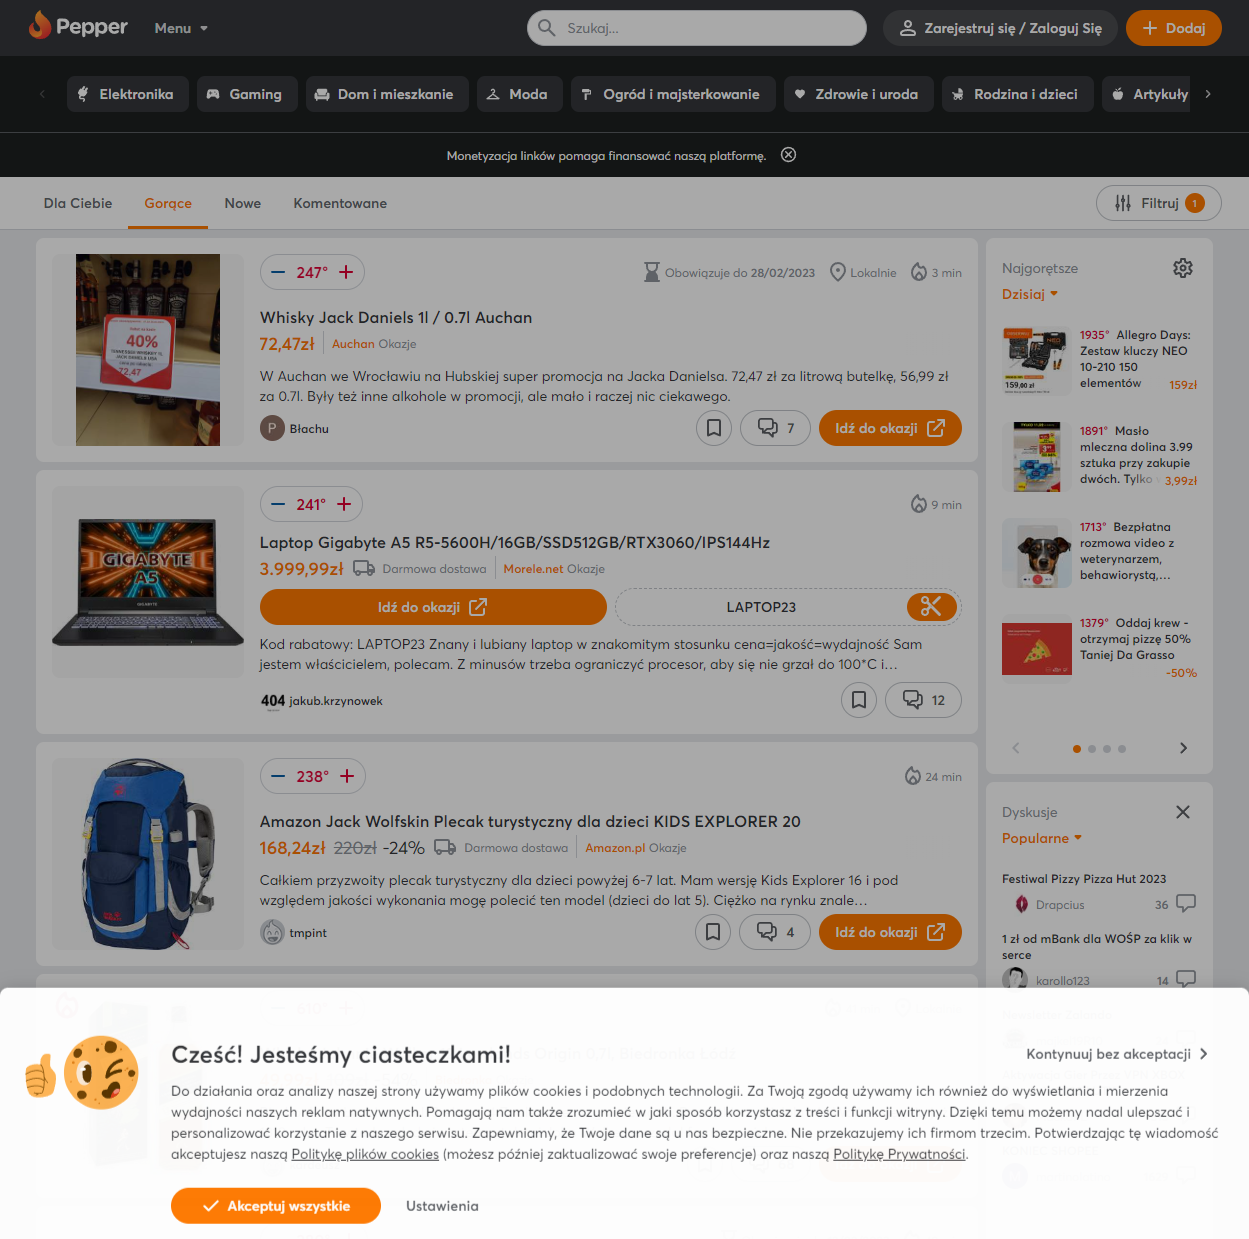 Pepper
Menu
Szukaj...
Zarejestruj się / Zaloguj Się
Dodaj
Elektronika
Gaming
Dom i mieszkanie
Moda
Ogród i majsterkowanie
Zdrowie i uroda
Rodzina i dzieci
Artykuły
Monetyzacja linków pomaga finansować naszą platformę.
Dla Ciebie
Gorące
Nowe
Komentowane
Filtruj 1
247°
Obowiązuje do 28/02/2023
Lokalnie
3 min
40%
72,47
Whisky Jack Daniels 1l / 0.7l Auchan
72,47zł
Auchan Okazje
W Auchan we Wrocławiu na Hubskiej super promocja na Jacka Danielsa. 72,47 zł za litrową butelkę, 56,99 zł
za 0.7l. Były też inne alkohole w promocji, ale mało i raczej nic ciekawego.
P
Błachu
7
Idź do okazji
241°
9 min
GIGABYTE
A5
Laptop Gigabyte A5 R5-5600H/16GB/SSD512GB/RTX3060/IPS144Hz
3.999,99zł
Darmowa dostawa
Morele.net Okazje
Idź do okazji
LAPTOP23
Kod rabatowy: LAPTOP23 Znany i lubiany laptop w znakomitym stosunku cena=jakość=wydajność Sam
jestem właścicielem, polecam. Z minusów trzeba ograniczyć procesor, aby się nie grzał do 100*C i...
404
jakub.krzynowek
12
238°
24 min
Amazon Jack Wolfskin Plecak turystyczny dla dzieci KIDS EXPLORER 20
168,24zł 220zł -24%
Darmowa dostawa
Amazon.pl Okazje
Całkiem przyzwoity plecak turystyczny dla dzieci powyżej 6-7 lat. Mam wersję Kids Explorer 16 i pod
względem jakości wykonania mogę polecić ten model (dzieci do lat 5). Ciężko na rynku znale...
tmpint
4
Idź do okazji
Najgorętsze
Dzisiaj
159,00
1935° Allegro Days:
Zestaw kluczy NEO
10-210 150
elementów
159zł
1891° Masło
mleczna dolina 3.99
sztuka przy zakupie
dwóch. Tylko
3,99zł
1713° Bezpłatna
rozmowa video z
weterynarzem,
behawiorystą,...
1379° Oddaj krew -
otrzymaj pizzę 50%
Taniej Da Grasso
-50%
Dyskusje
Popularne
Festiwal Pizzy Pizza Hut 2023
Drapcius
36
1 zł od mBank dla WOŚP za klik w
serce
karollo123
14
Cześć! Jesteśmy ciasteczkami!
Kontynuuj bez akceptacji
Do działania oraz analizy naszej strony używamy plików cookies i podobnych technologii. Za Twoją zgodą używamy ich również do wyświetlania i mierzenia
wydajności naszych reklam natywnych. Pomagają nam także zrozumieć w jaki sposób korzystasz z treści i funkcji witryny. Dzięki temu możemy nadal ulepszać i
personalizować korzystanie z naszego serwisu. Zapewniamy, że Twoje dane są u nas bezpieczne. Nie przekazujemy ich firmom trzecim. Potwierdzając tę wiadomość
akceptujesz naszą Politykę plików cookies (możesz później zaktualizować swoje preferencje) oraz naszą Politykę Prywatności.
Akceptuj wszystkie
Ustawienia